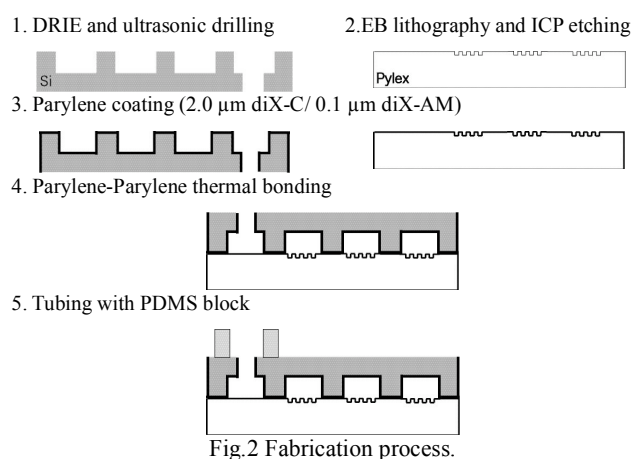 1. DRIE and ultrasonic drilling
2.EB lithography and ICP etching
Si
Pylex
3. Parylene coating (2.0 µm diX-C/ 0.1 µm diX-AM)
4. Parylene-Parylene thermal bonding
5. Tubing with PDMS block
Fig.2 Fabrication process.